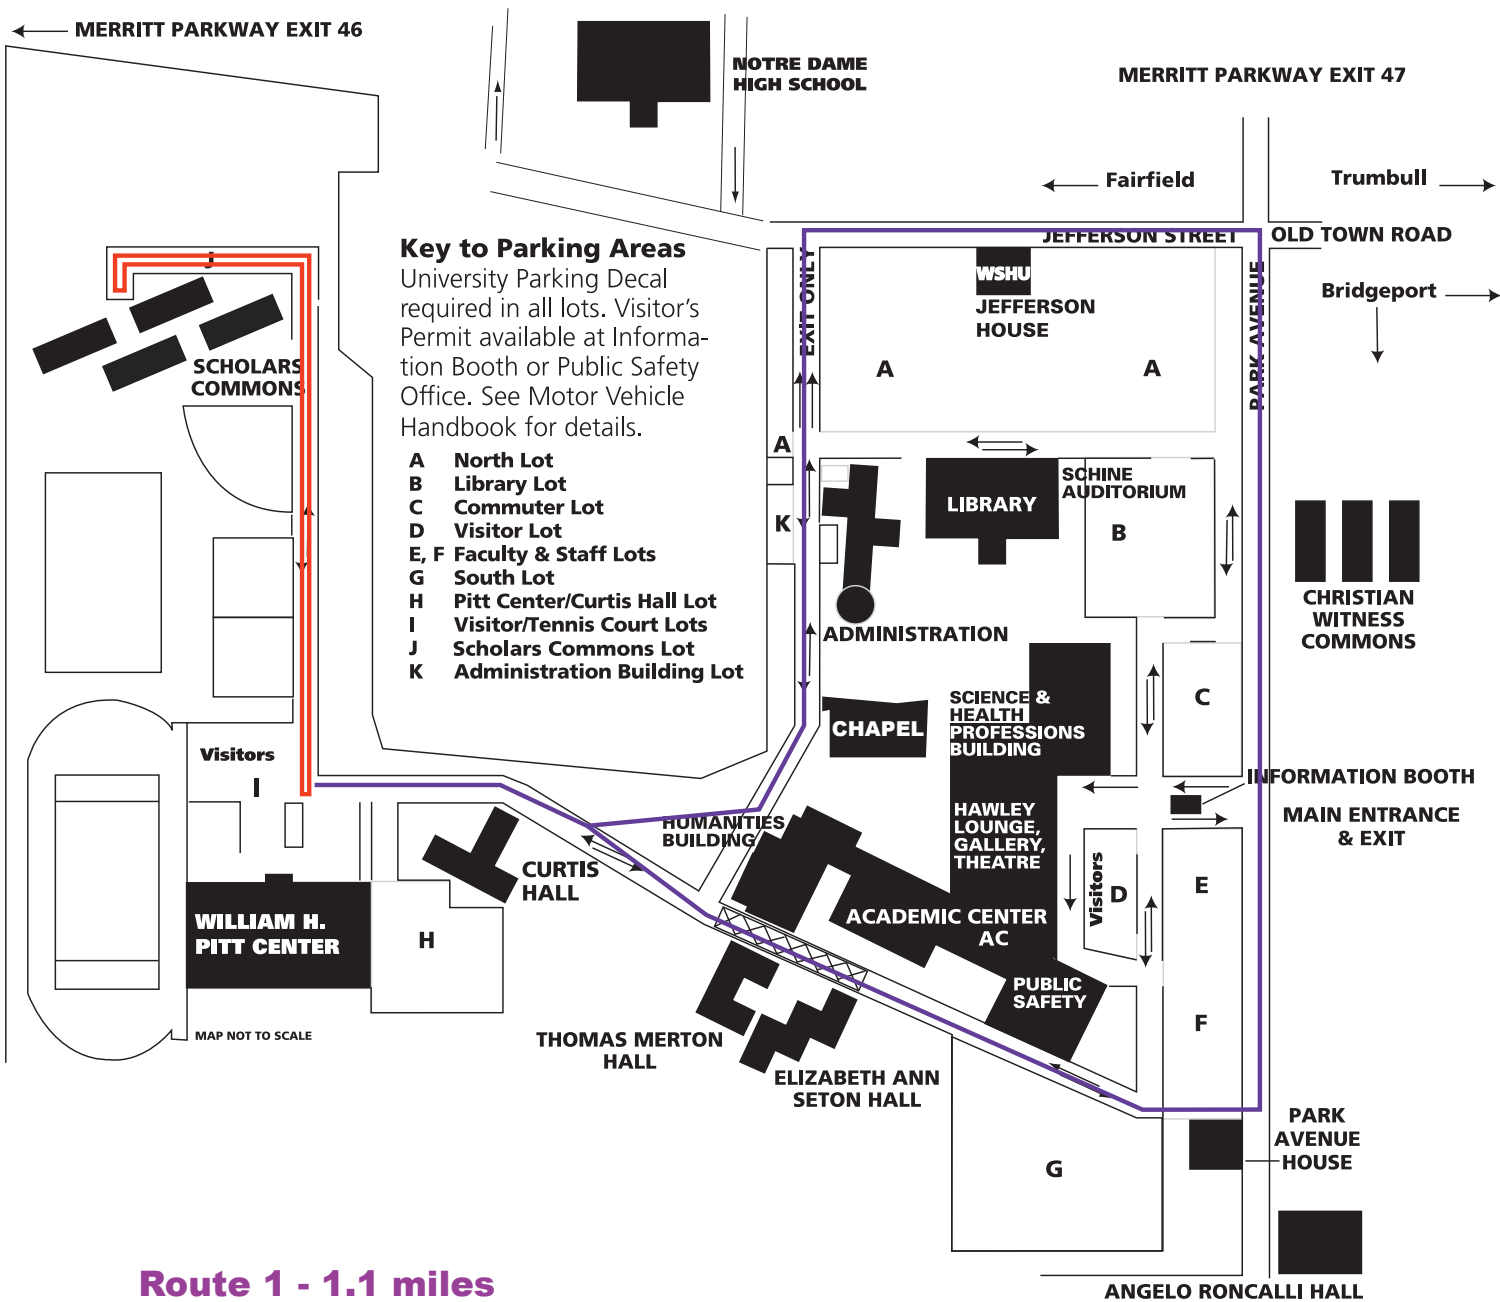 MERRITT PARKWAY EXIT 46
NOTRE DAME
HIGH SCHOOL
MERRITT PARKWAY EXIT 47
Fairfield
Trumbull
JEFFERSON STREET
OLD TOWN ROAD
Bridgeport
PARK AVENUE
EXIT ONLY
WSHU
JEFFERSON
HOUSE
A
A
J
SCHOLARS
COMMONS
Key to Parking Areas
University Parking Decal
required in all lots. Visitor's
Permit available at Informa-
tion Booth or Public Safety
Office. See Motor Vehicle
Handbook for details.
A North Lot
B Library Lot
C Commuter Lot
D Visitor Lot
E, F Faculty & Staff Lots
G South Lot
H Pitt Center/Curtis Hall Lot
I Visitor/Tennis Court Lots
J Scholars Commons Lot
K Administration Building Lot
A
K
LIBRARY
SCHINE
AUDITORIUM
B
CHRISTIAN
WITNESS
COMMONS
ADMINISTRATION
CHAPEL
SCIENCE &
HEALTH
PROFESSIONS
BUILDING
C
INFORMATION BOOTH
MAIN ENTRANCE
& EXIT
Visitors
I
HUMANITIES
BUILDING
HAWLEY
LOUNGE,
GALLERY,
THEATRE
Visitors
D
E
CURTIS
HALL
WILLIAM H.
PITT CENTER
H
ACADEMIC CENTER
AC
PUBLIC
SAFETY
F
MAP NOT TO SCALE
THOMAS MERTON
HALL
ELIZABETH ANN
SETON HALL
PARK
AVENUE
HOUSE
G
ANGELO RONCALLI HALL
Route 1 - 1.1 miles